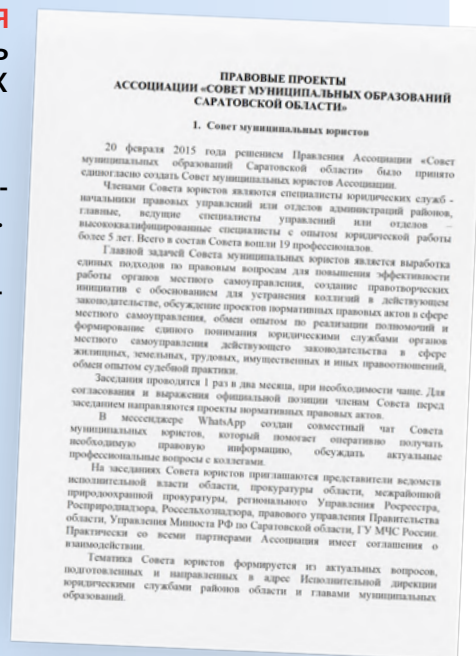 Я
Ь
Х
ПРАВОВЫЕ ПРОЕКТЫ
АССОЦИАЦИИ «СОВЕТ МУНИЦИПАЛЬНЫХ ОБРАЗОВАНИЙ
САРАТОВСКОЙ ОБЛАСТИ»
1. Совет муниципальных юристов
20 февраля 2015 года решением Правления Ассоциации «Совет
муниципальных образований Саратовской области» было принято
единогласно создать Совет муниципальных юристов Ассоциации.
Членами Совета юристов являются специалисты юридических служб -
начальники правовых управлений или отделов администраций районов,
главные, ведущие специалисты управлений или отделов –
высококвалифицированные специалисты с опытом юридической работы
более 5 лет. Всего в состав Совета вошли 19 профессионалов.
Главной задачей Совета муниципальных юристов является выработка
единых подходов по правовым вопросам для повышения эффективности
работы органов местного самоуправления, создание правотворческих
инициатив с обоснованием для устранения коллизий в действующем
законодательстве, обсуждение проектов нормативных правовых актов в сфере
местного самоуправления, обмен опытом по реализации полномочий и
формирование единого понимания юридическими службами органов
местного самоуправления действующего законодательства в сфере
жилищных, земельных, трудовых, имущественных и иных правоотношений,
обмен опытом судебной практики.
Заседания проводятся 1 раз в два месяца, при необходимости чаще. Для
согласования и выражения официальной позиции членам Совета перед
заседанием направляются проекты нормативных правовых актов.
В мессенджере WhatsApp создан совместный чат Совета
муниципальных юристов, который помогает оперативно получать
необходимую правовую информацию, обсуждать актуальные
профессиональные вопросы с коллегами.
На заседаниях Совета юристов приглашаются представители ведомств
исполнительной власти области, прокуратуры области, межрайонной
природоохранной прокуратуры, регионального Управления Росреестра,
Росприроднадзора, Россельхознадзора, правового управления Правительства
области, Управления Минюста РФ по Саратовской области, ГУ МЧС России.
Практически со всеми партнерами Ассоциация имеет соглашения о
взаимодействии.
Тематика Совета юристов формируется из актуальных вопросов,
подготовленных и направленных в адрес Исполнительной дирекции
юридическими службами районов области и главами муниципальных
образований.